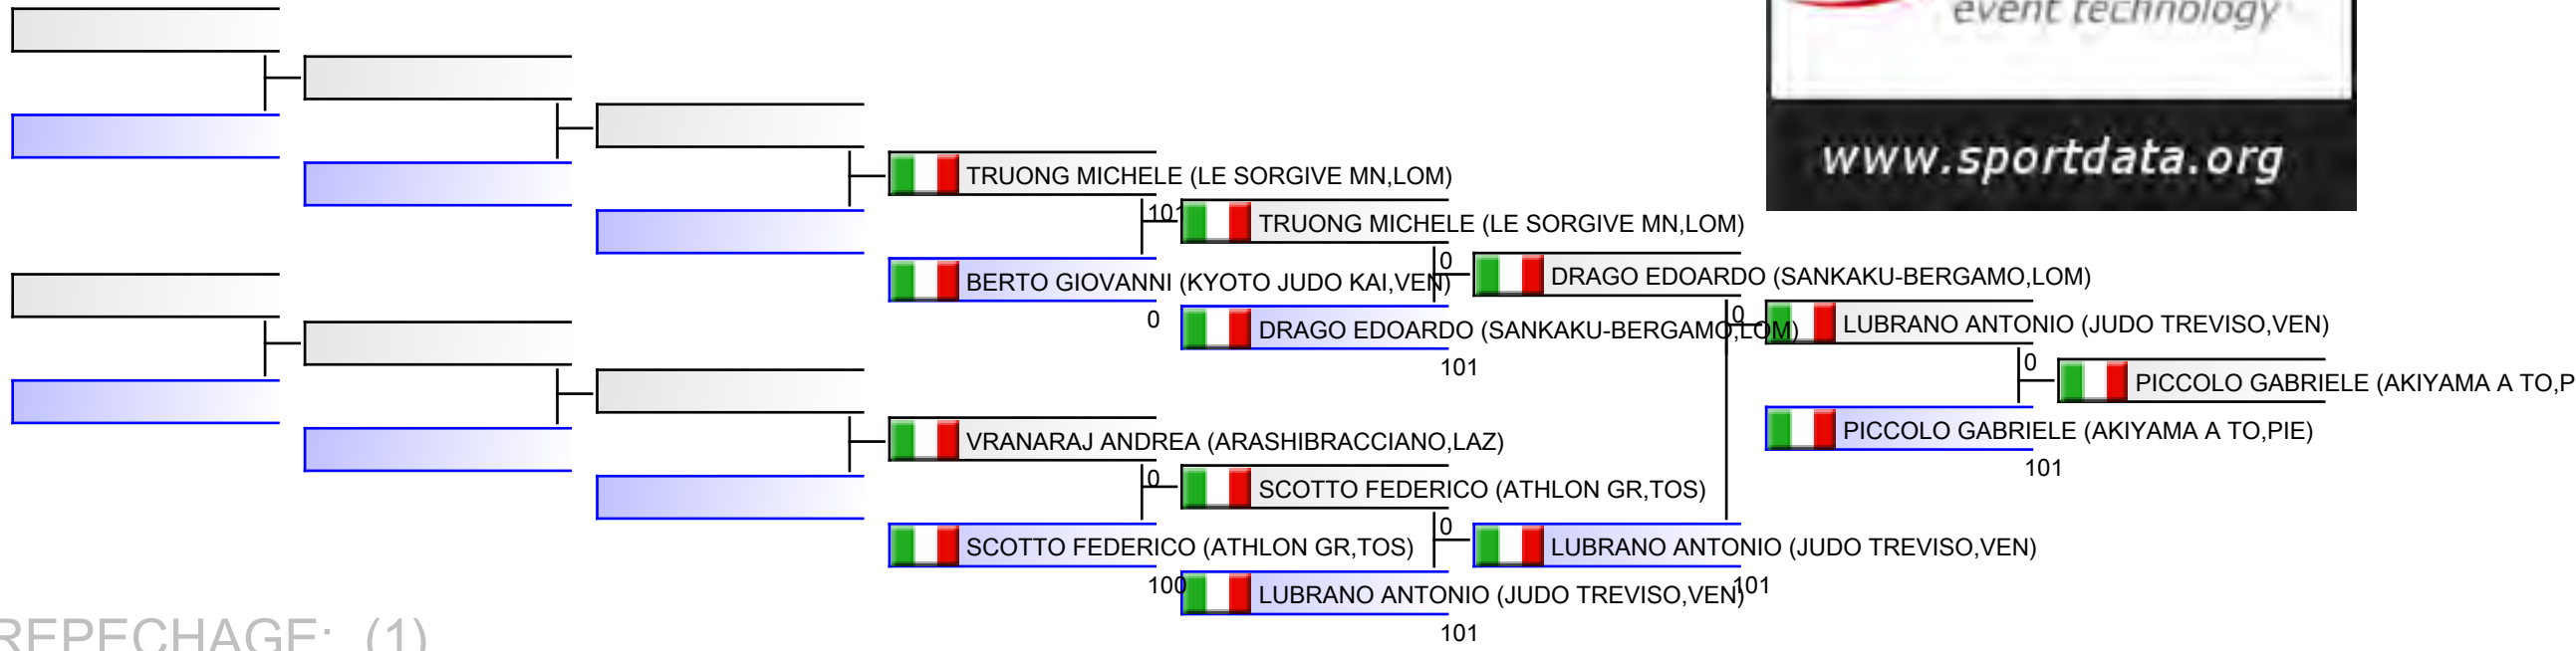 event technology
www.sportdata.org
TRUONG MICHELE (LE SORGIVE MN,LOM)
101
TRUONG MICHELE (LE SORGIVE MN,LOM)
0
BERTO GIOVANNI (KYOTO JUDO KAI,VEN)
0
DRAGO EDOARDO (SANKAKU-BERGAMO,LOM)
0
DRAGO EDOARDO (SANKAKU-BERGAMO,LOM)
101
LUBRANO ANTONIO (JUDO TREVISO,VEN)
0
PICCOLO GABRIELE (AKIYAMA A TO,P
PICCOLO GABRIELE (AKIYAMA A TO,PIE)
101
VRANARAJ ANDREA (ARASHIBRACCIANO,LAZ)
0
SCOTTO FEDERICO (ATHLON GR,TOS)
0
SCOTTO FEDERICO (ATHLON GR,TOS)
100
LUBRANO ANTONIO (JUDO TREVISO,VEN)
101
LUBRANO ANTONIO (JUDO TREVISO,VEN)
101
REPECHAGE: (1)